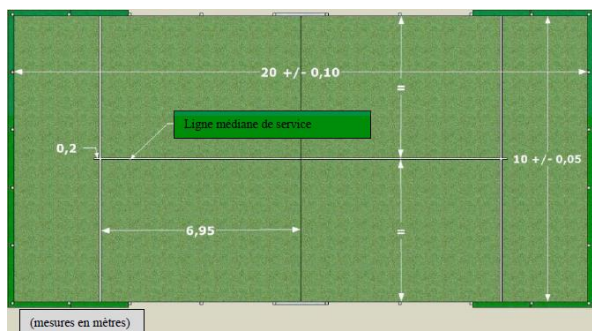 20 +/- 0,10
=
Ligne médiane de service
0,2
10 +/- 0,05
6,95
=
(mesures en mètres)